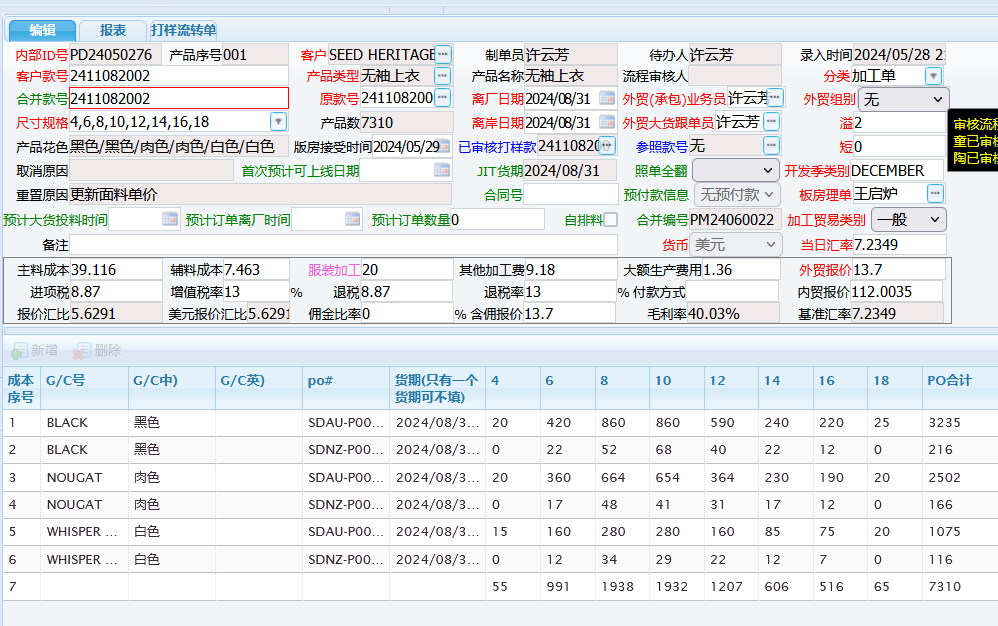 编辑 报表 打样流转单
内部ID号 PD24050276 产品序号 001 客户 SEED HERITAGE 制单员 许云芳 待办人 许云芳 录入时间 2024/05/28 2
客户款号 2411082002 产品类型 无袖上衣 产品名称 无袖上衣 流程审核人 分类 加工单
合并款号 2411082002 原款号 241108200 离厂日期 2024/08/31 外贸(承包)业务员 许云芳 外贸组别 无
尺寸规格 4,6,8,10,12,14,16,18 产品数 7310 离岸日期 2024/08/31 外贸大货跟单员 许云芳 溢 2
产品花色 黑色/黑色/肉色/肉色/白色/白色 版房接受时间 2024/05/29 已审核打样款 2411082 参照款号 无 短 0
取消原因 首次预计可上线日期 JIT货期 2024/08/31 照单全翻 开发季类别 DECEMBER
重置原因 更新面料单价 合同号 预付款信息 无预付款 板房理单 王启炉
预计大货投料时间 预计订单离厂时间 预计订单数量 0 自排料 合并编号 PM24060022 加工贸易类别 一般
备注 货币 美元 当日汇率 7.2349
审核流程
董已审核
陶已审核
主料成本 39.116 辅料成本 7.463 服装加工 20 其他加工费 9.18 大额生产费用 1.36 外贸报价 13.7
进项税 8.87 增值税率 13 % 退税 8.87 退税率 13 % 付款方式 内贸报价 112.0035
报价汇比 5.6291 美元报价汇比 5.6291 佣金比率 0 % 含佣报价 13.7 毛利率 40.03% 基准汇率 7.2349
新增 删除
成本序号 G/C号 G/C中) G/C英) po# 货期(只有一个货期可不填) 4 6 8 10 12 14 16 18 PO合计
1 BLACK 黑色 SDAU-P00... 2024/08/3... 20 420 860 860 590 240 220 25 3235
2 BLACK 黑色 SDNZ-P00... 2024/08/3... 0 22 52 68 40 22 12 0 216
3 NOUGAT 肉色 SDAU-P00... 2024/08/3... 20 360 664 654 364 230 190 20 2502
4 NOUGAT 肉色 SDNZ-P00... 2024/08/3... 0 17 48 41 31 17 12 0 166
5 WHISPER ... 白色 SDAU-P00... 2024/08/3... 15 160 280 280 160 85 75 20 1075
6 WHISPER ... 白色 SDNZ-P00... 2024/08/3... 0 12 34 29 22 12 7 0 116
7 55 991 1938 1932 1207 606 516 65 7310